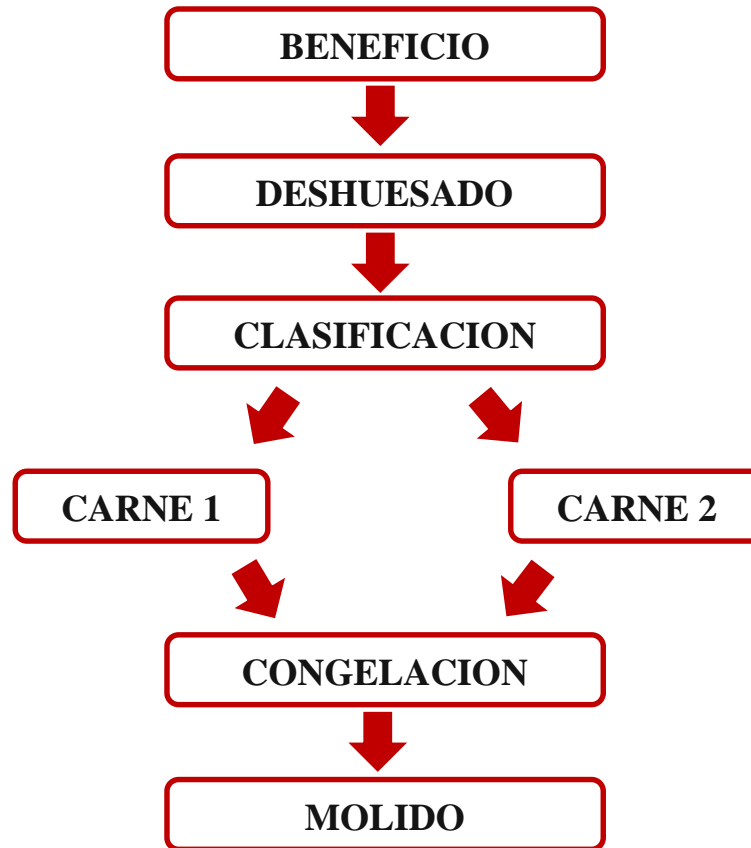 BENEFICIO
DESHUESADO
CLASIFICACION
CARNE 1
CARNE 2
CONGELACION
MOLIDO